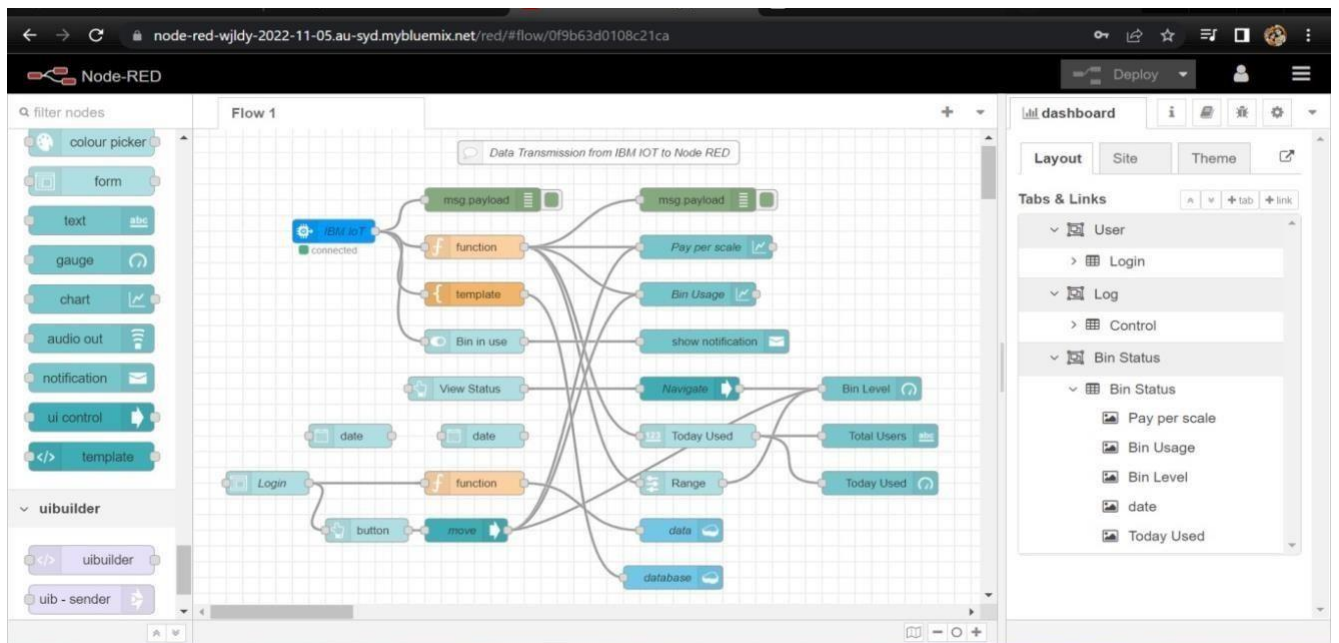 node-red-wjldy-2022-11-05.au-syd.mybluemix.net/red/#flow/0f9b63d0108c21ca
Node-RED
Deploy
filter nodes
colour picker
form
text
abc
gauge
chart
audio out
notification
ui control
</> template
uibuilder
</> uibuilder
uib - sender
Flow 1
Data Transmission from IBM IOT to Node RED
msg.payload
msg.payload
IBM IoT
connected
f function
Pay per scale
{ template
Bin Usage
Bin in use
show notification
View Status
Navigate
Bin Level
date
date
123 Today Used
Total Users abc
Login
f function
Range
Today Used
button
move
data
database
dashboard
i
Layout
Site
Theme
Tabs & Links
+ tab
+ link
User
Login
Log
Control
Bin Status
Bin Status
Pay per scale
Bin Usage
Bin Level
date
Today Used